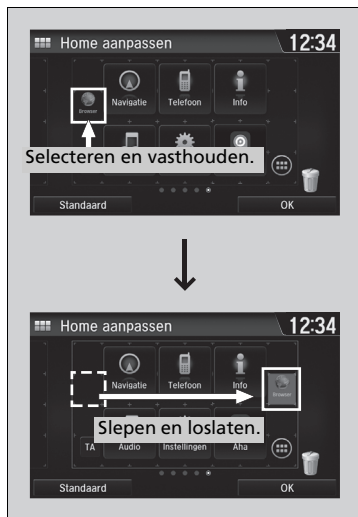 Home aanpassen 12:34
Navigatie Telefoon Info
Browser
Selecteren en vasthouden.
Standaard OK
Home aanpassen 12:34
Navigatie Telefoon Info
Browser
Slepen en loslaten.
TA Audio Instellingen Aha
Standaard OK